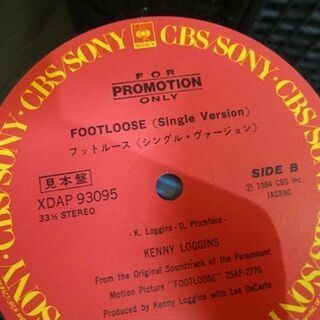 CBS/SONY
CBS/SONY
CBS/SONY
CBS/SONY
FOR
PROMOTION
ONLY
FOOTLOOSE (Single Version)
フットルース(シングル・ヴァージョン)
見本盤
XDAP 93095
33⅓ STEREO
SIDE B
Ⓟ 1984 CBS Inc.
JASRAC
- K. Loggins - D. Pitchford -
KENNY LOGGINS
From the Original Soundtrack of the Paramount
Motion Picture "FOOTLOOSE" 25AP-2770
Produced by Kenny Loggins with Lee DeCarlo